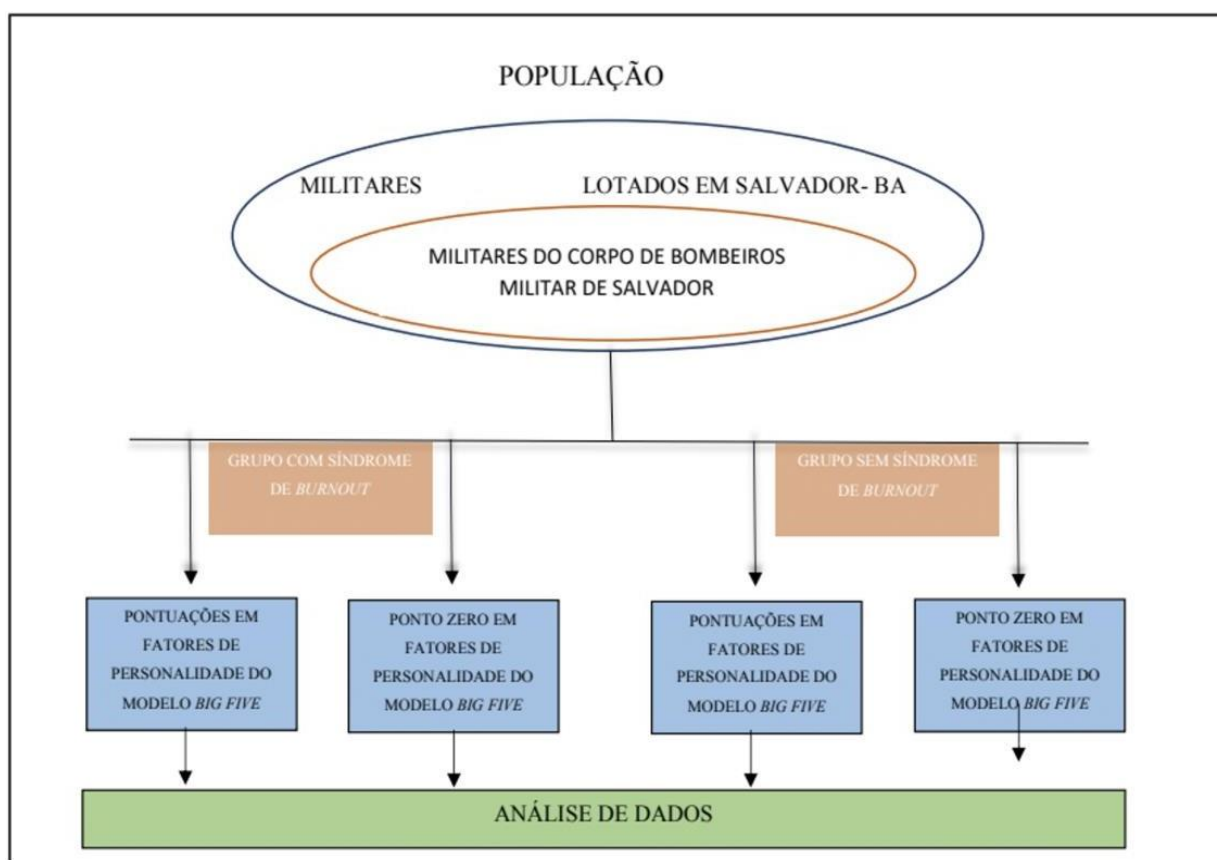 POPULAÇÃO
MILITARES
LOTADOS EM SALVADOR- BA
MILITARES DO CORPO DE BOMBEIROS
MILITAR DE SALVADOR
GRUPO COM SÍNDROME
DE BURNOUT
GRUPO SEM SÍNDROME
DE BURNOUT
PONTUAÇÕES EM
FATORES DE
PERSONALIDADE DO
MODELO BIG FIVE
PONTO ZERO EM
FATORES DE
PERSONALIDADE DO
MODELO BIG FIVE
PONTUAÇÕES EM
FATORES DE
PERSONALIDADE DO
MODELO BIG FIVE
PONTO ZERO EM
FATORES DE
PERSONALIDADE DO
MODELO BIG FIVE
ANÁLISE DE DADOS